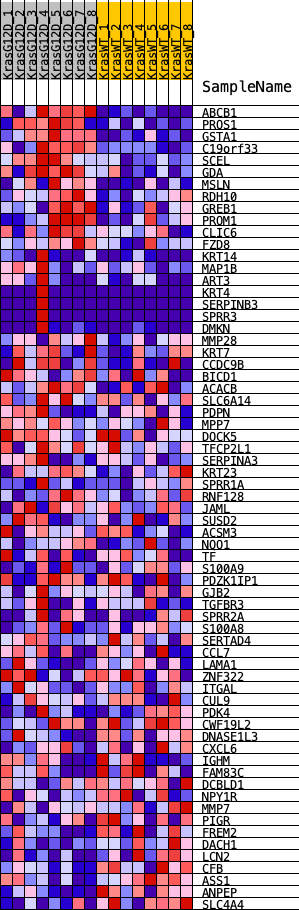 KrasG12D_1
KrasG12D_2
KrasG12D_3
KrasG12D_4
KrasG12D_5
KrasG12D_6
KrasG12D_7
KrasG12D_8
KrasWT_1
KrasWT_2
KrasWT_3
KrasWT_4
KrasWT_5
KrasWT_6
KrasWT_7
KrasWT_8
SampleName
ABCB1
PROS1
GSTA1
C19orf33
SCEL
GDA
MSLN
RDH10
GREB1
PROM1
CLIC6
FZD8
KRT14
MAP1B
ART3
KRT4
SERPINB3
SPRR3
DMKN
MMP28
KRT7
CCDC9B
BICD1
ACACB
SLC6A14
PDPN
MPP7
DOCK5
TFCP2L1
SERPINA3
KRT23
SPRR1A
RNF128
JAML
SUSD2
ACSM3
NQO1
TF
S100A9
PDZK1IP1
GJB2
TGFBR3
SPRR2A
S100A8
SERTAD4
CCL7
LAMA1
ZNF322
ITGAL
CUL9
PDK4
CWF19L2
DNASE1L3
CXCL6
IGHM
FAM83C
DCBLD1
NPY1R
MMP7
PIGR
FREM2
DACH1
LCN2
CFB
ASS1
ANPEP
SLC4A4